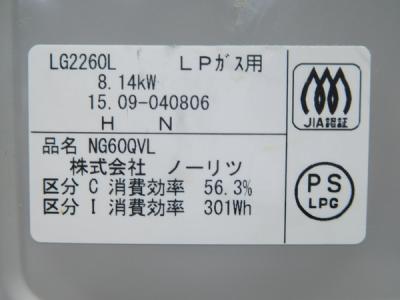 LG2260L LPガス用
8.14kW
15.09-040806
H N
JIA認証
品名 NG60QVL
株式会社 ノーリツ
区分 C 消費効率 56.3%
区分 I 消費効率 301Wh
PS
LPG